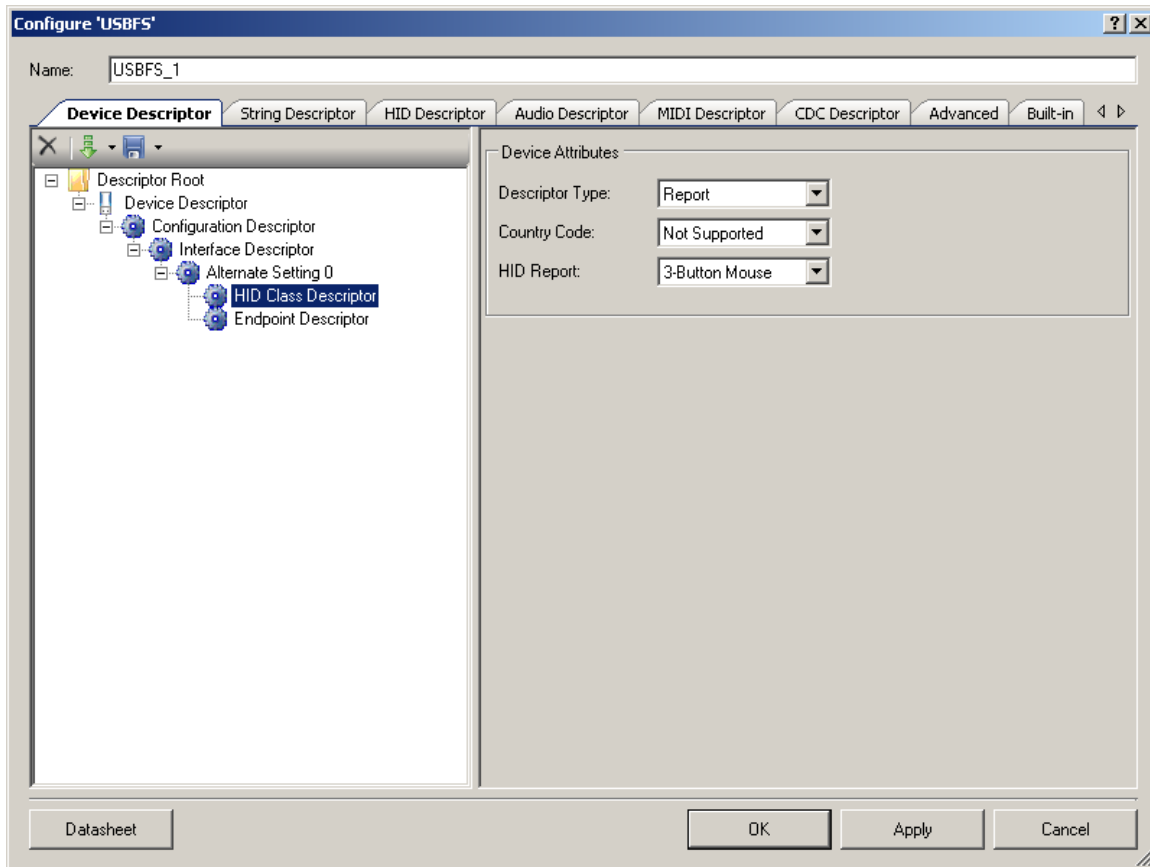 Configure 'USBFS'
Name: USBFS_1
Device Descriptor String Descriptor HID Descriptor Audio Descriptor MIDI Descriptor CDC Descriptor Advanced Built-in
Descriptor Root
Device Descriptor
Configuration Descriptor
Interface Descriptor
Alternate Setting 0
HID Class Descriptor
Endpoint Descriptor
Device Attributes
Descriptor Type: Report
Country Code: Not Supported
HID Report: 3-Button Mouse
Datasheet OK Apply Cancel